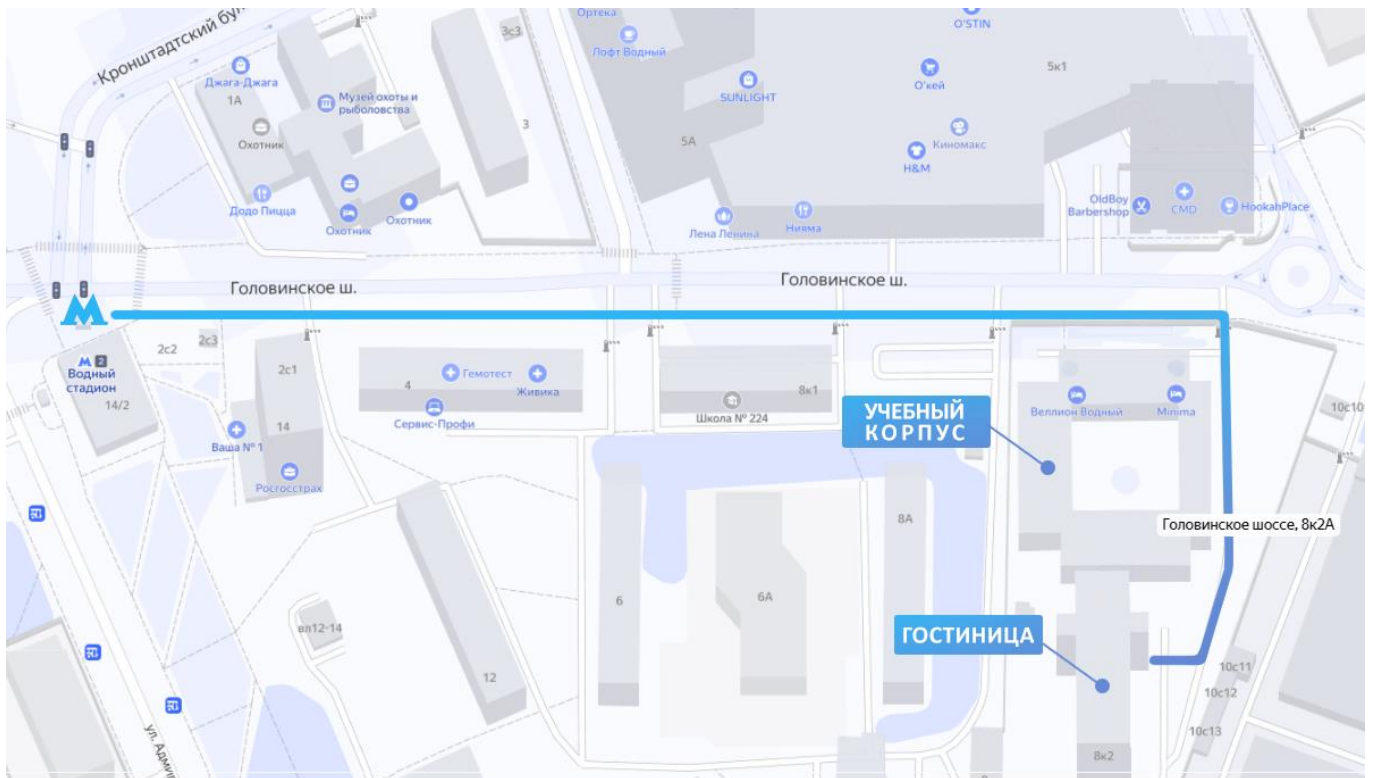 Кронштадтский бул
Ортека
O'STIN
Лофт Водный
3с3
Джага-Джага
1А
Музей охоты и
рыболовства
SUNLIGHT
О'кей
5к1
Охотник
3
5А
Киномакс
H&M
Додо Пицца
Охотник
Охотник
Лена Ленина
Нияма
OldBoy
Barbershop
CMD
HookahPlace
Головинское ш.
Головинское ш.
М 2
Водный
стадион
14/2
2с2
2с3
2с1
14
Ваша № 1
Росгосстрах
4
Гемотест
Живика
Сервис-Профи
Школа № 224
8к1
УЧЕБНЫЙ
КОРПУС
Веллион Водный
Minima
10с10
8А
Головинское шоссе, 8к2А
6
6А
вл12-14
ГОСТИНИЦА
12
10с11
10с12
10с13
8к2
ул. Адми